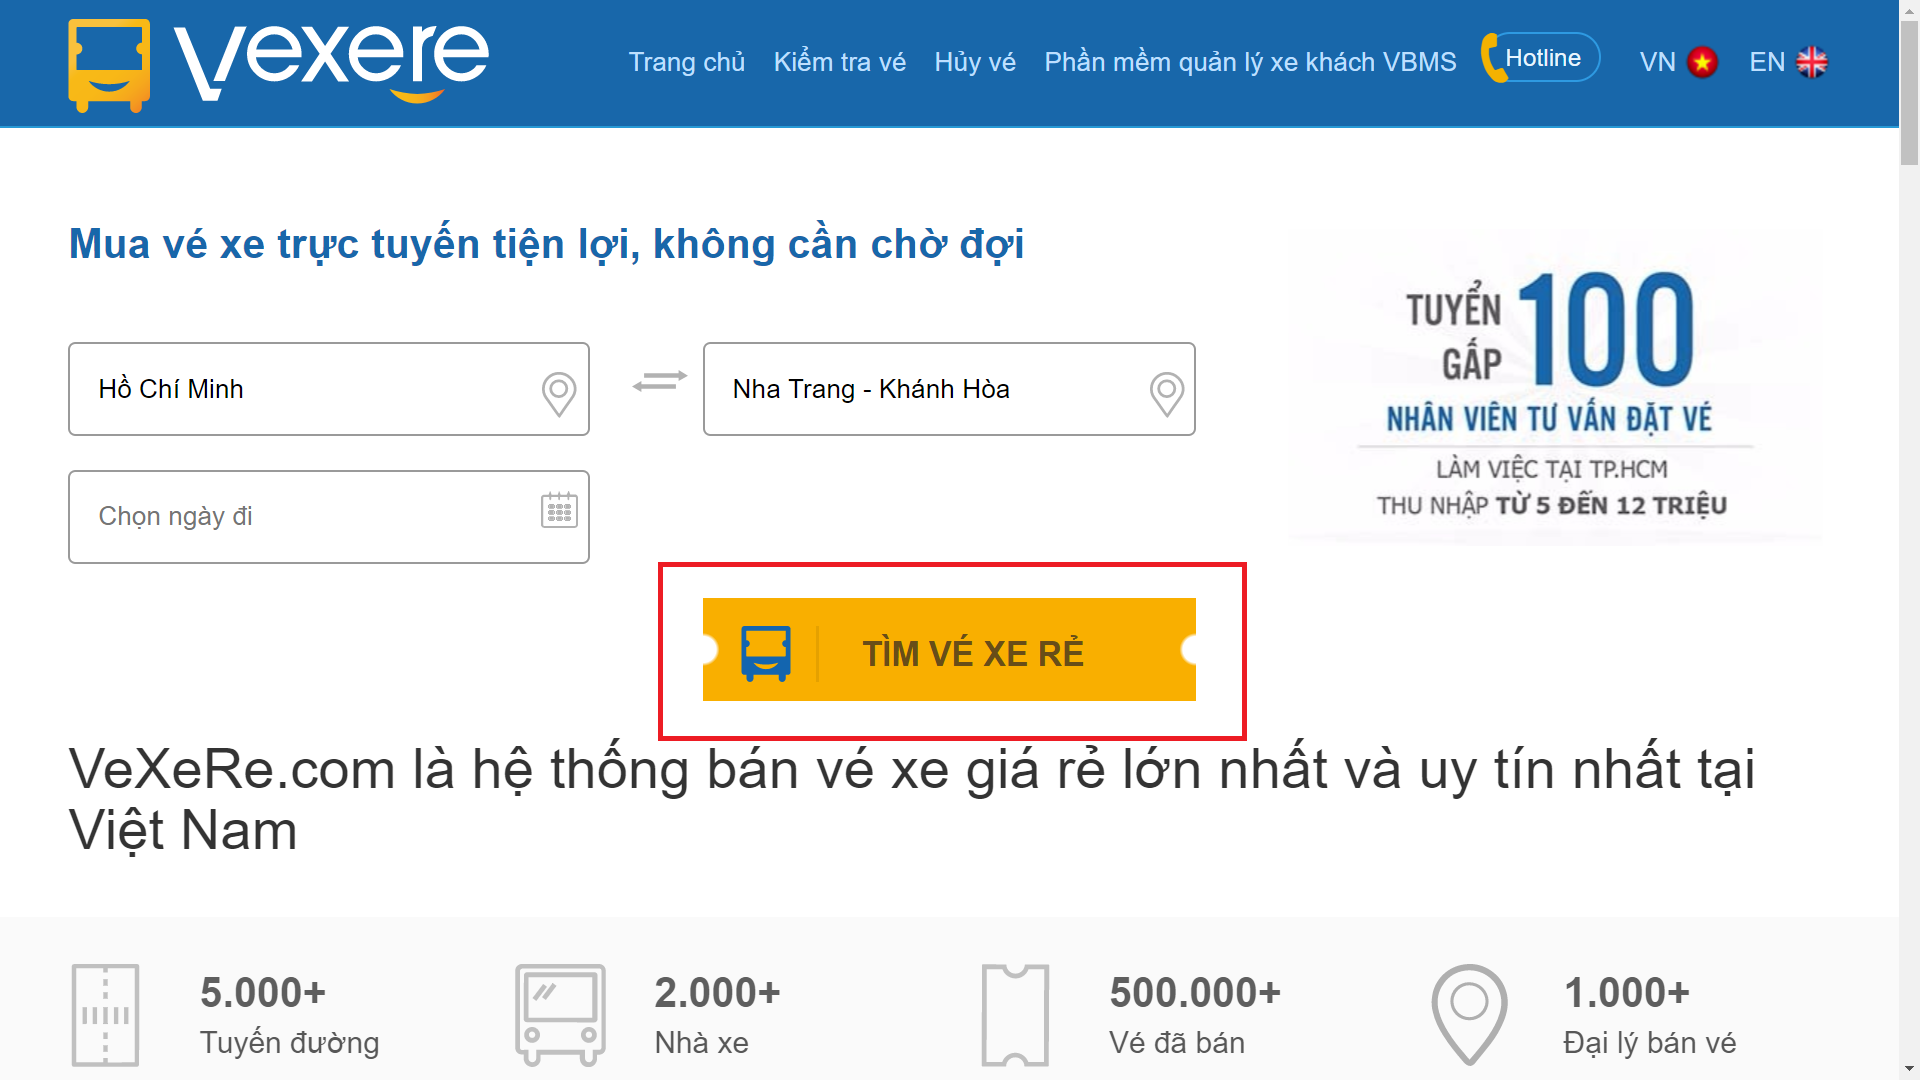 vexere
Trang chủ
Kiểm tra vé
Hủy vé
Phần mềm quản lý xe khách VBMS
Hotline
VN
EN
Mua vé xe trực tuyến tiện lợi, không cần chờ đợi
Hồ Chí Minh
Nha Trang - Khánh Hòa
Chọn ngày đi
TUYỂN GẤP 100
NHÂN VIÊN TƯ VẤN ĐẶT VÉ
LÀM VIỆC TẠI TP.HCM
THU NHẬP TỪ 5 ĐẾN 12 TRIỆU
TÌM VÉ XE RẺ
VeXeRe.com là hệ thống bán vé xe giá rẻ lớn nhất và uy tín nhất tại
Việt Nam
5.000+
Tuyến đường
2.000+
Nhà xe
500.000+
Vé đã bán
1.000+
Đại lý bán vé